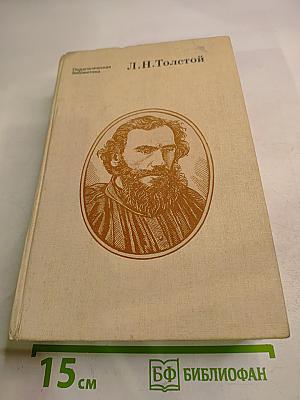 Педагогическая
библиотека
Л.Н.Толстой
15 см
БФ БИБЛИОФАН